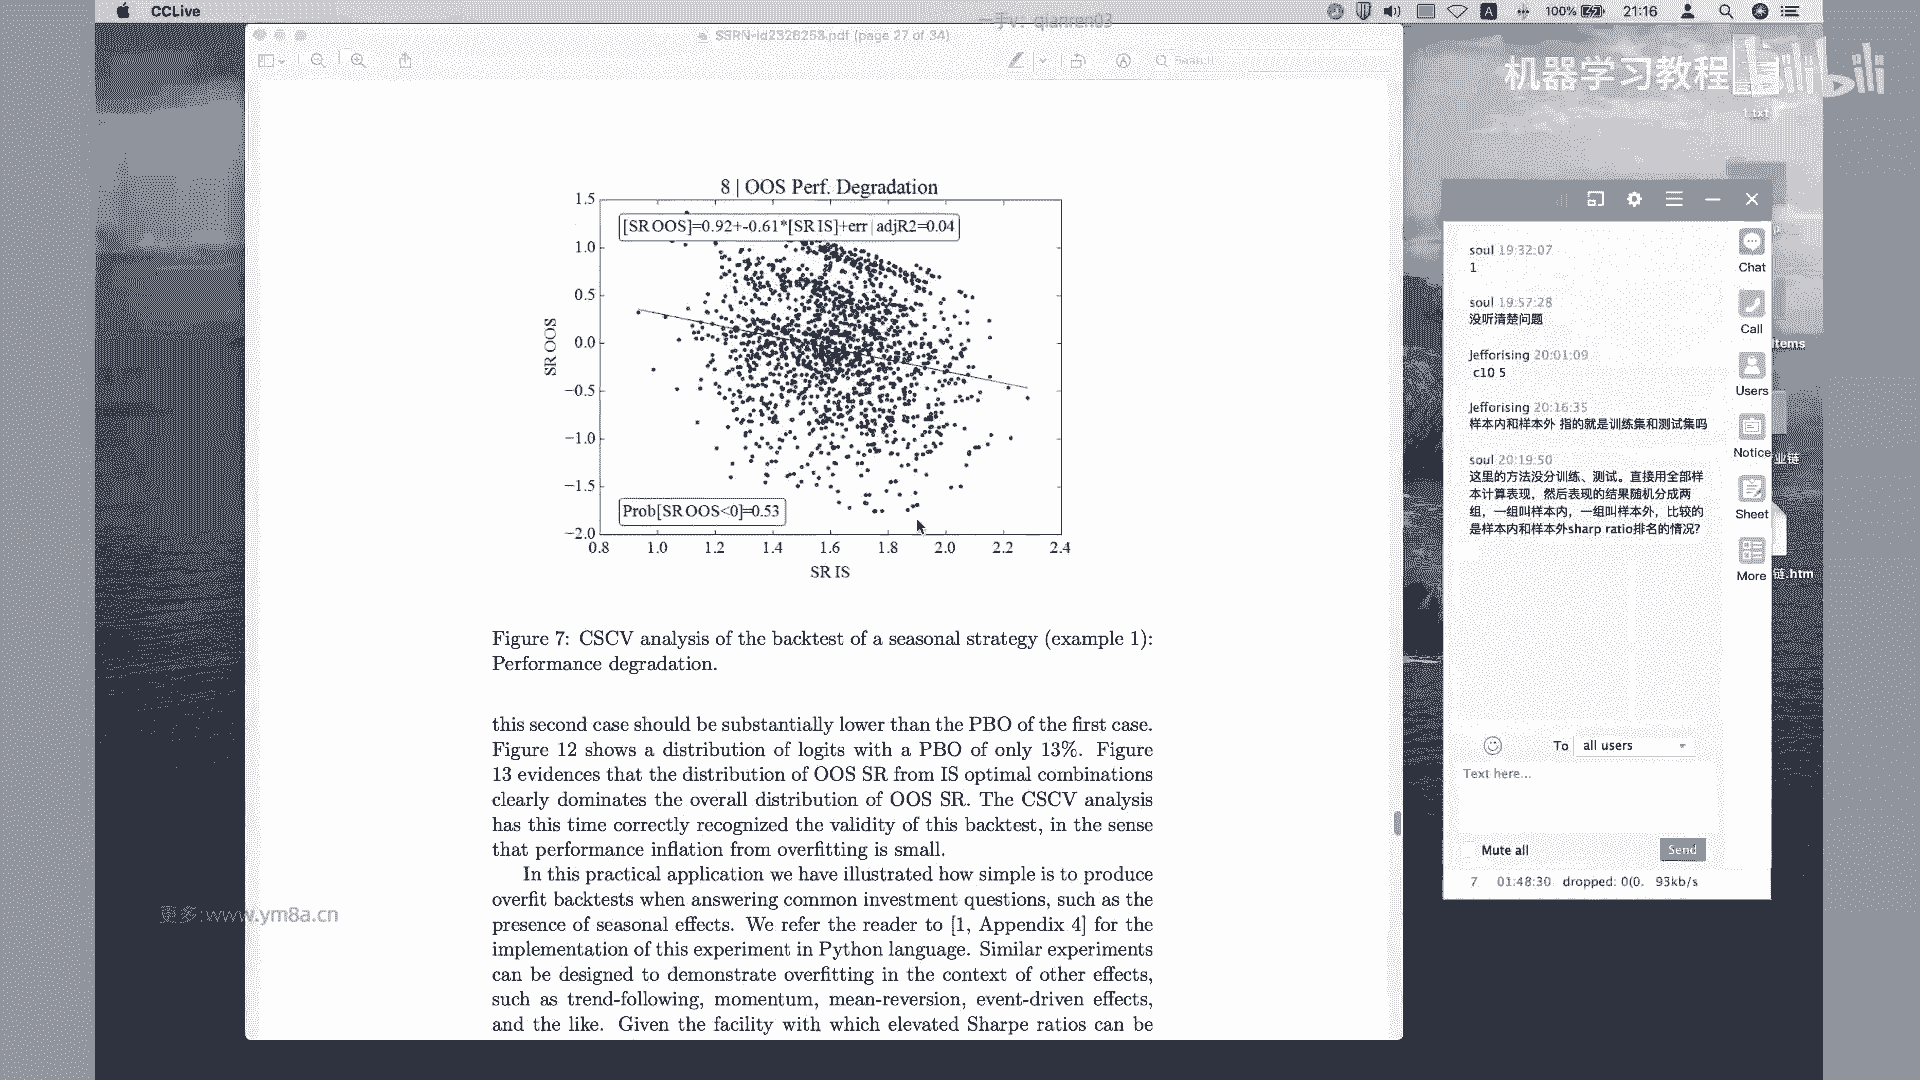 CCLive
100%
21:16
一手v：qianren03
SSRN-id2326253.pdf (page 27 of 34)
Search
机器学习教程
bilibili
1.txt
8 | OOS Perf. Degradation
[SR OOS]=0.92+-0.61*[SR IS]+err | adjR2=0.04
Prob[SR OOS<0]=0.53
1.5
1.0
0.5
0.0
−0.5
−1.0
−1.5
−2.0
SR OOS
0.8 1.0 1.2 1.4 1.6 1.8 2.0 2.2 2.4
SR IS
Figure 7: CSCV analysis of the backtest of a seasonal strategy (example 1):
Performance degradation.
this second case should be substantially lower than the PBO of the first case.
Figure 12 shows a distribution of logits with a PBO of only 13%. Figure
13 evidences that the distribution of OOS SR from IS optimal combinations
clearly dominates the overall distribution of OOS SR. The CSCV analysis
has this time correctly recognized the validity of this backtest, in the sense
that performance inflation from overfitting is small.
In this practical application we have illustrated how simple is to produce
overfit backtests when answering common investment questions, such as the
presence of seasonal effects. We refer the reader to [1, Appendix 4] for the
implementation of this experiment in Python language. Similar experiments
can be designed to demonstrate overfitting in the context of other effects,
such as trend-following, momentum, mean-reversion, event-driven effects,
and the like. Given the facility with which elevated Sharpe ratios can be
soul 19:32:07
1
soul 19:57:28
没听清楚问题
Jefforising 20:01:09
c10 5
Jefforising 20:16:35
样本内和样本外 指的就是训练集和测试集吗
soul 20:19:50
这里的方法没分训练、测试。直接用全部样
本计算表现，然后表现的结果随机分成两
组，一组叫样本内，一组叫样本外，比较的
是样本内和样本外sharp ratio排名的情况?
Chat
Call
Users
Notice
Sheet
More
To all users
Text here...
Mute all
Send
7 01:48:30 dropped: 0(0, 93kb/s
items
业链
链.htm
更多:www.ym8a.cn